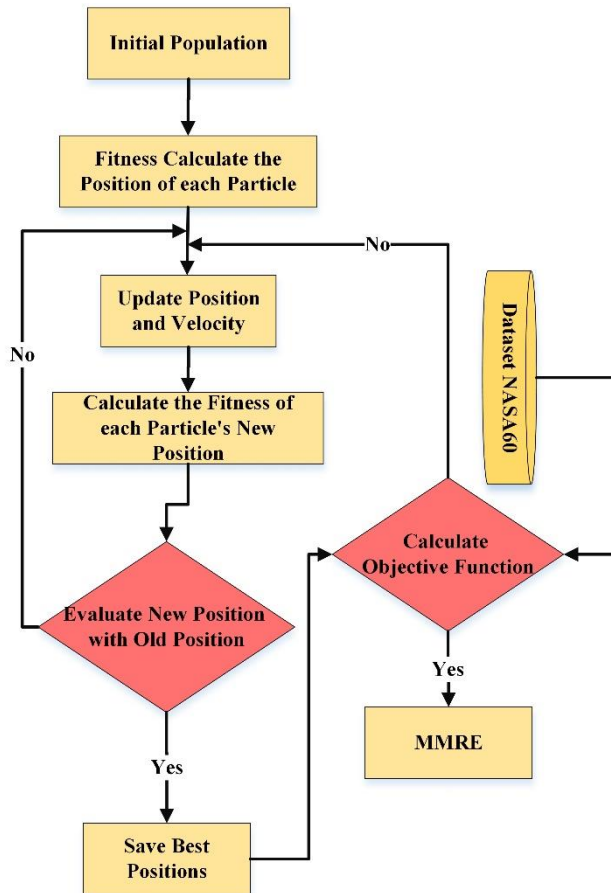 Initial Population
Fitness Calculate the
Position of each Particle
No
Update Position
and Velocity
No
Dataset NASA60
Calculate the Fitness of
each Particle's New
Position
Calculate
Objective Function
Evaluate New Position
with Old Position
Yes
MMRE
Yes
Save Best
Positions